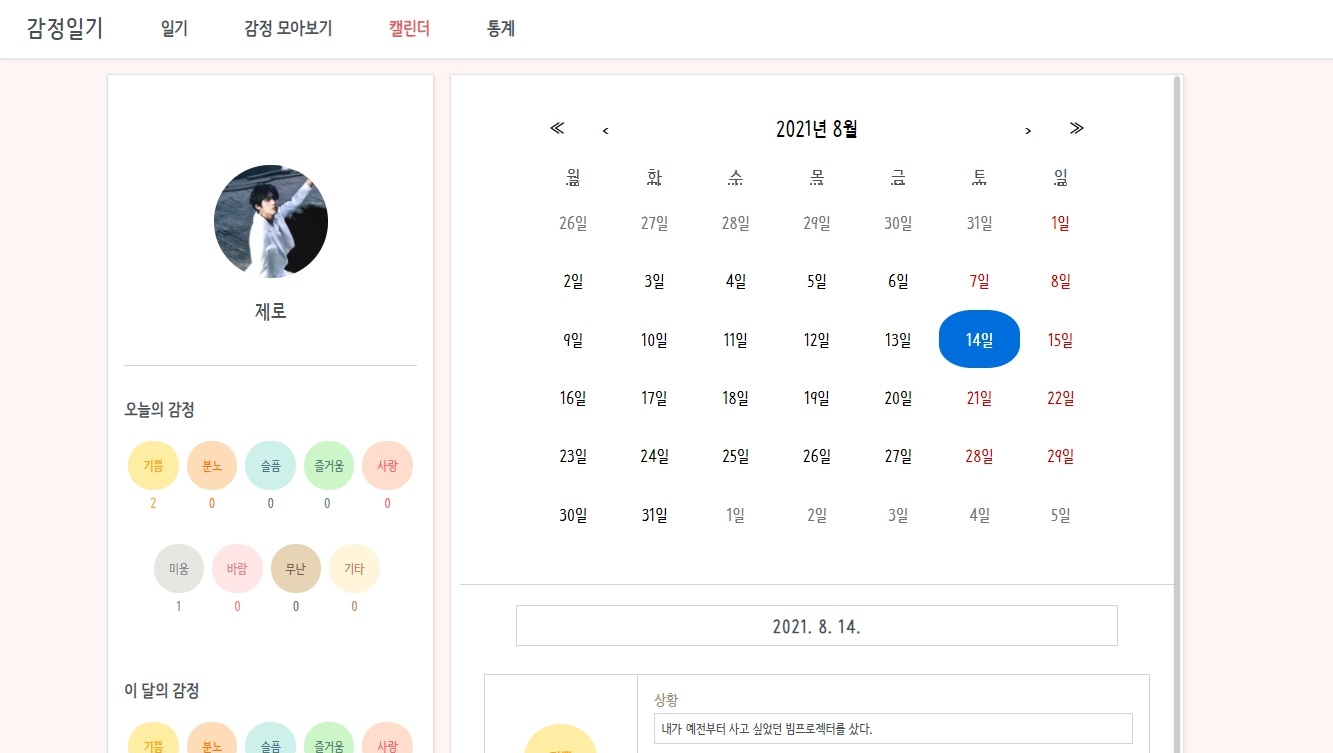 감정일기 일기 감정 모아보기 캘린더 통계
제로
오늘의 감정
기쁨 분노 슬픔 즐거움 사랑
2 0 0 0 0
미움 바람 무난 기타
1 0 0 0
이 달의 감정
기쁨 분노 슬픔 즐거움 사랑
≪ ‹ 2021년 8월 › ≫
월 화 수 목 금 토 일
26일 27일 28일 29일 30일 31일 1일
2일 3일 4일 5일 6일 7일 8일
9일 10일 11일 12일 13일 14일 15일
16일 17일 18일 19일 20일 21일 22일
23일 24일 25일 26일 27일 28일 29일
30일 31일 1일 2일 3일 4일 5일
2021. 8. 14.
상황
내가 예전부터 사고 싶었던 빔프로젝터를 샀다.